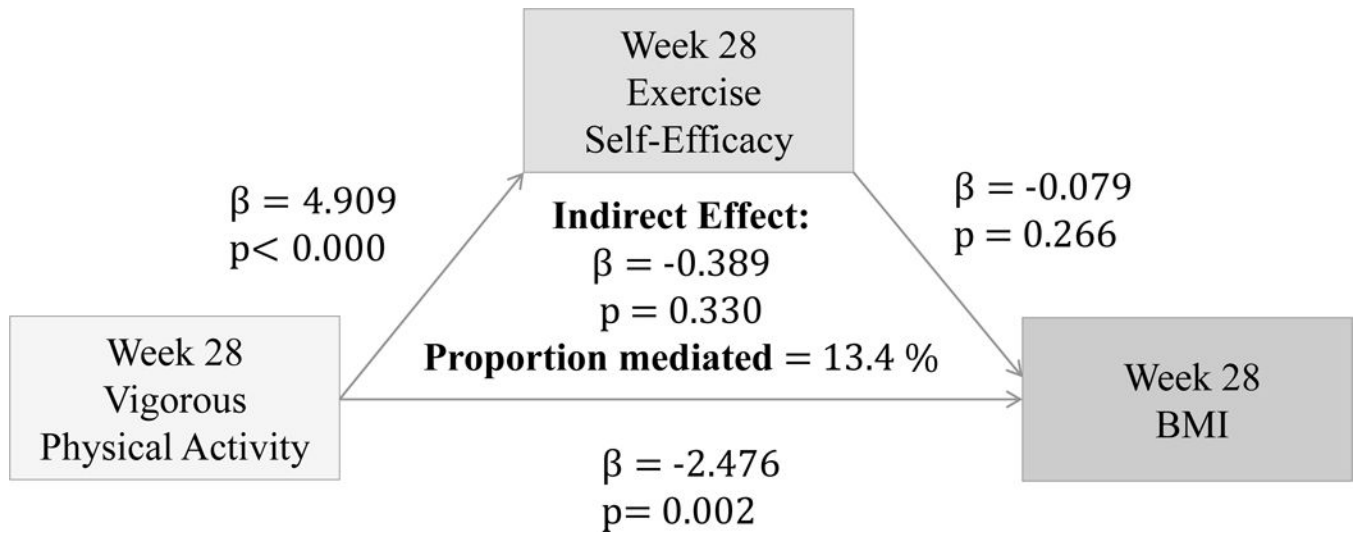 Week 28
Exercise
Self-Efficacy
β = 4.909
p< 0.000
Indirect Effect:
β = -0.389
p = 0.330
Proportion mediated = 13.4 %
β = -0.079
p = 0.266
Week 28
Vigorous
Physical Activity
Week 28
BMI
β = -2.476
p= 0.002